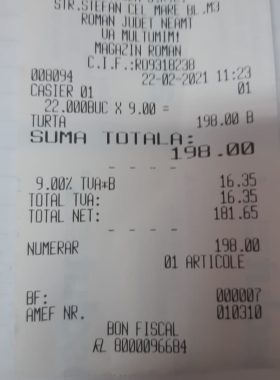 STR.STEFAN CEL MARE BL.M3
ROMAN JUDET NEAMT
VA MULTUMIM!
MAGAZIN ROMAN
C.I.F.:RO9318238
008094 22-02-2021 11:23
CASIER 01 01
22.000BUC X 9.00 =
TURTA 198.00 B
SUMA TOTALA:
198.00
- - - -
9.00% TVA*B 16.35
TOTAL TVA: 16.35
TOTAL NET: 181.65
- - - -
NUMERAR 198.00
01 ARTICOLE
BF: 000007
AMEF NR. 010310
BON FISCAL
8000096684